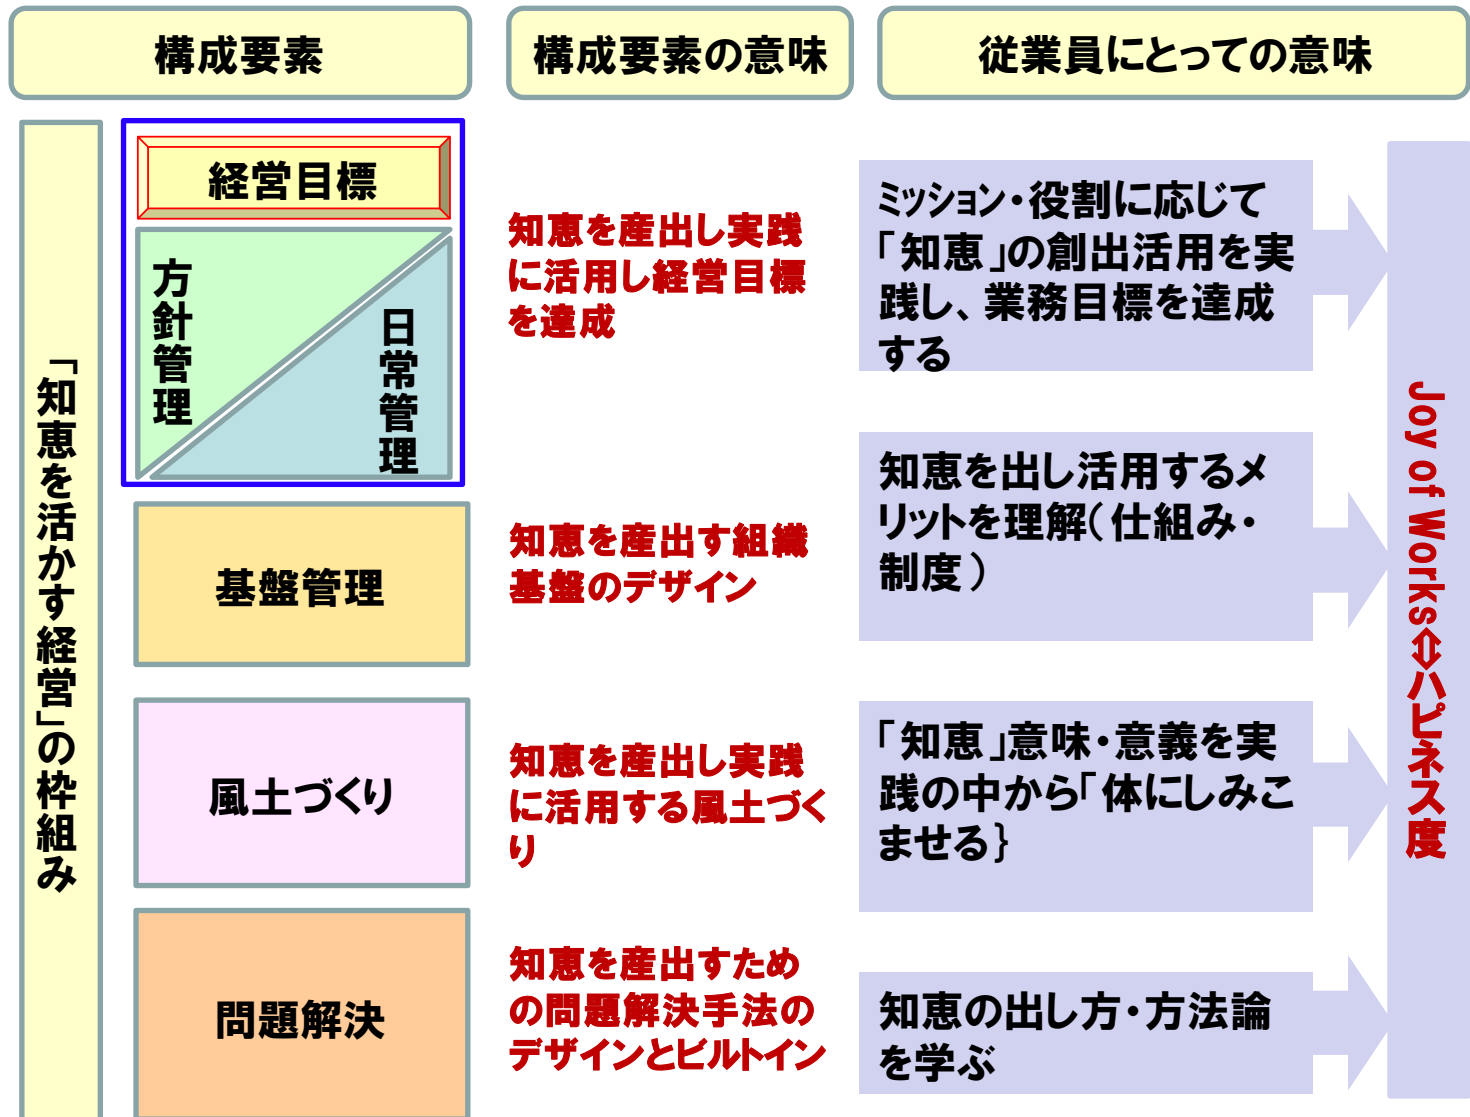 構成要素
構成要素の意味
従業員にとっての意味
「知恵を活かす経営」の枠組み
経営目標
方針管理
日常管理
知恵を産出し実践
に活用し経営目標
を達成
ミッション・役割に応じて
「知恵」の創出活用を実
践し、業務目標を達成
する
基盤管理
知恵を産出す組織
基盤のデザイン
知恵を出し活用するメ
リットを理解(仕組み・
制度)
風土づくり
知恵を産出し実践
に活用する風土づく
り
「知恵」意味・意義を実
践の中から「体にしみこ
ませる}
問題解決
知恵を産出すため
の問題解決手法の
デザインとビルトイン
知恵の出し方・方法論
を学ぶ
Joy of Works⇔ハピネス度